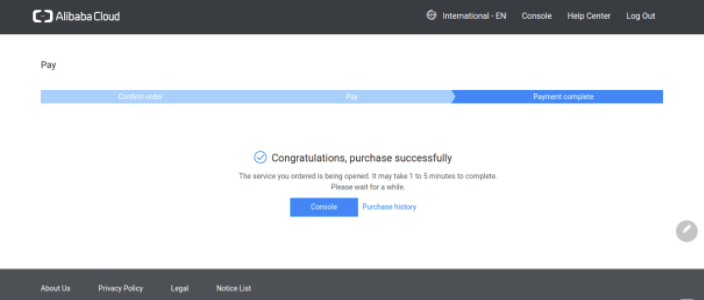 Alibaba Cloud International - EN Console Help Center Log Out
Pay
Confirm order Pay Payment complete
Congratulations, purchase successfully
The service you ordered is being opened. It may take 1 to 5 minutes to complete.
Please wait for a while.
Console Purchase history
About Us Privacy Policy Legal Notice List